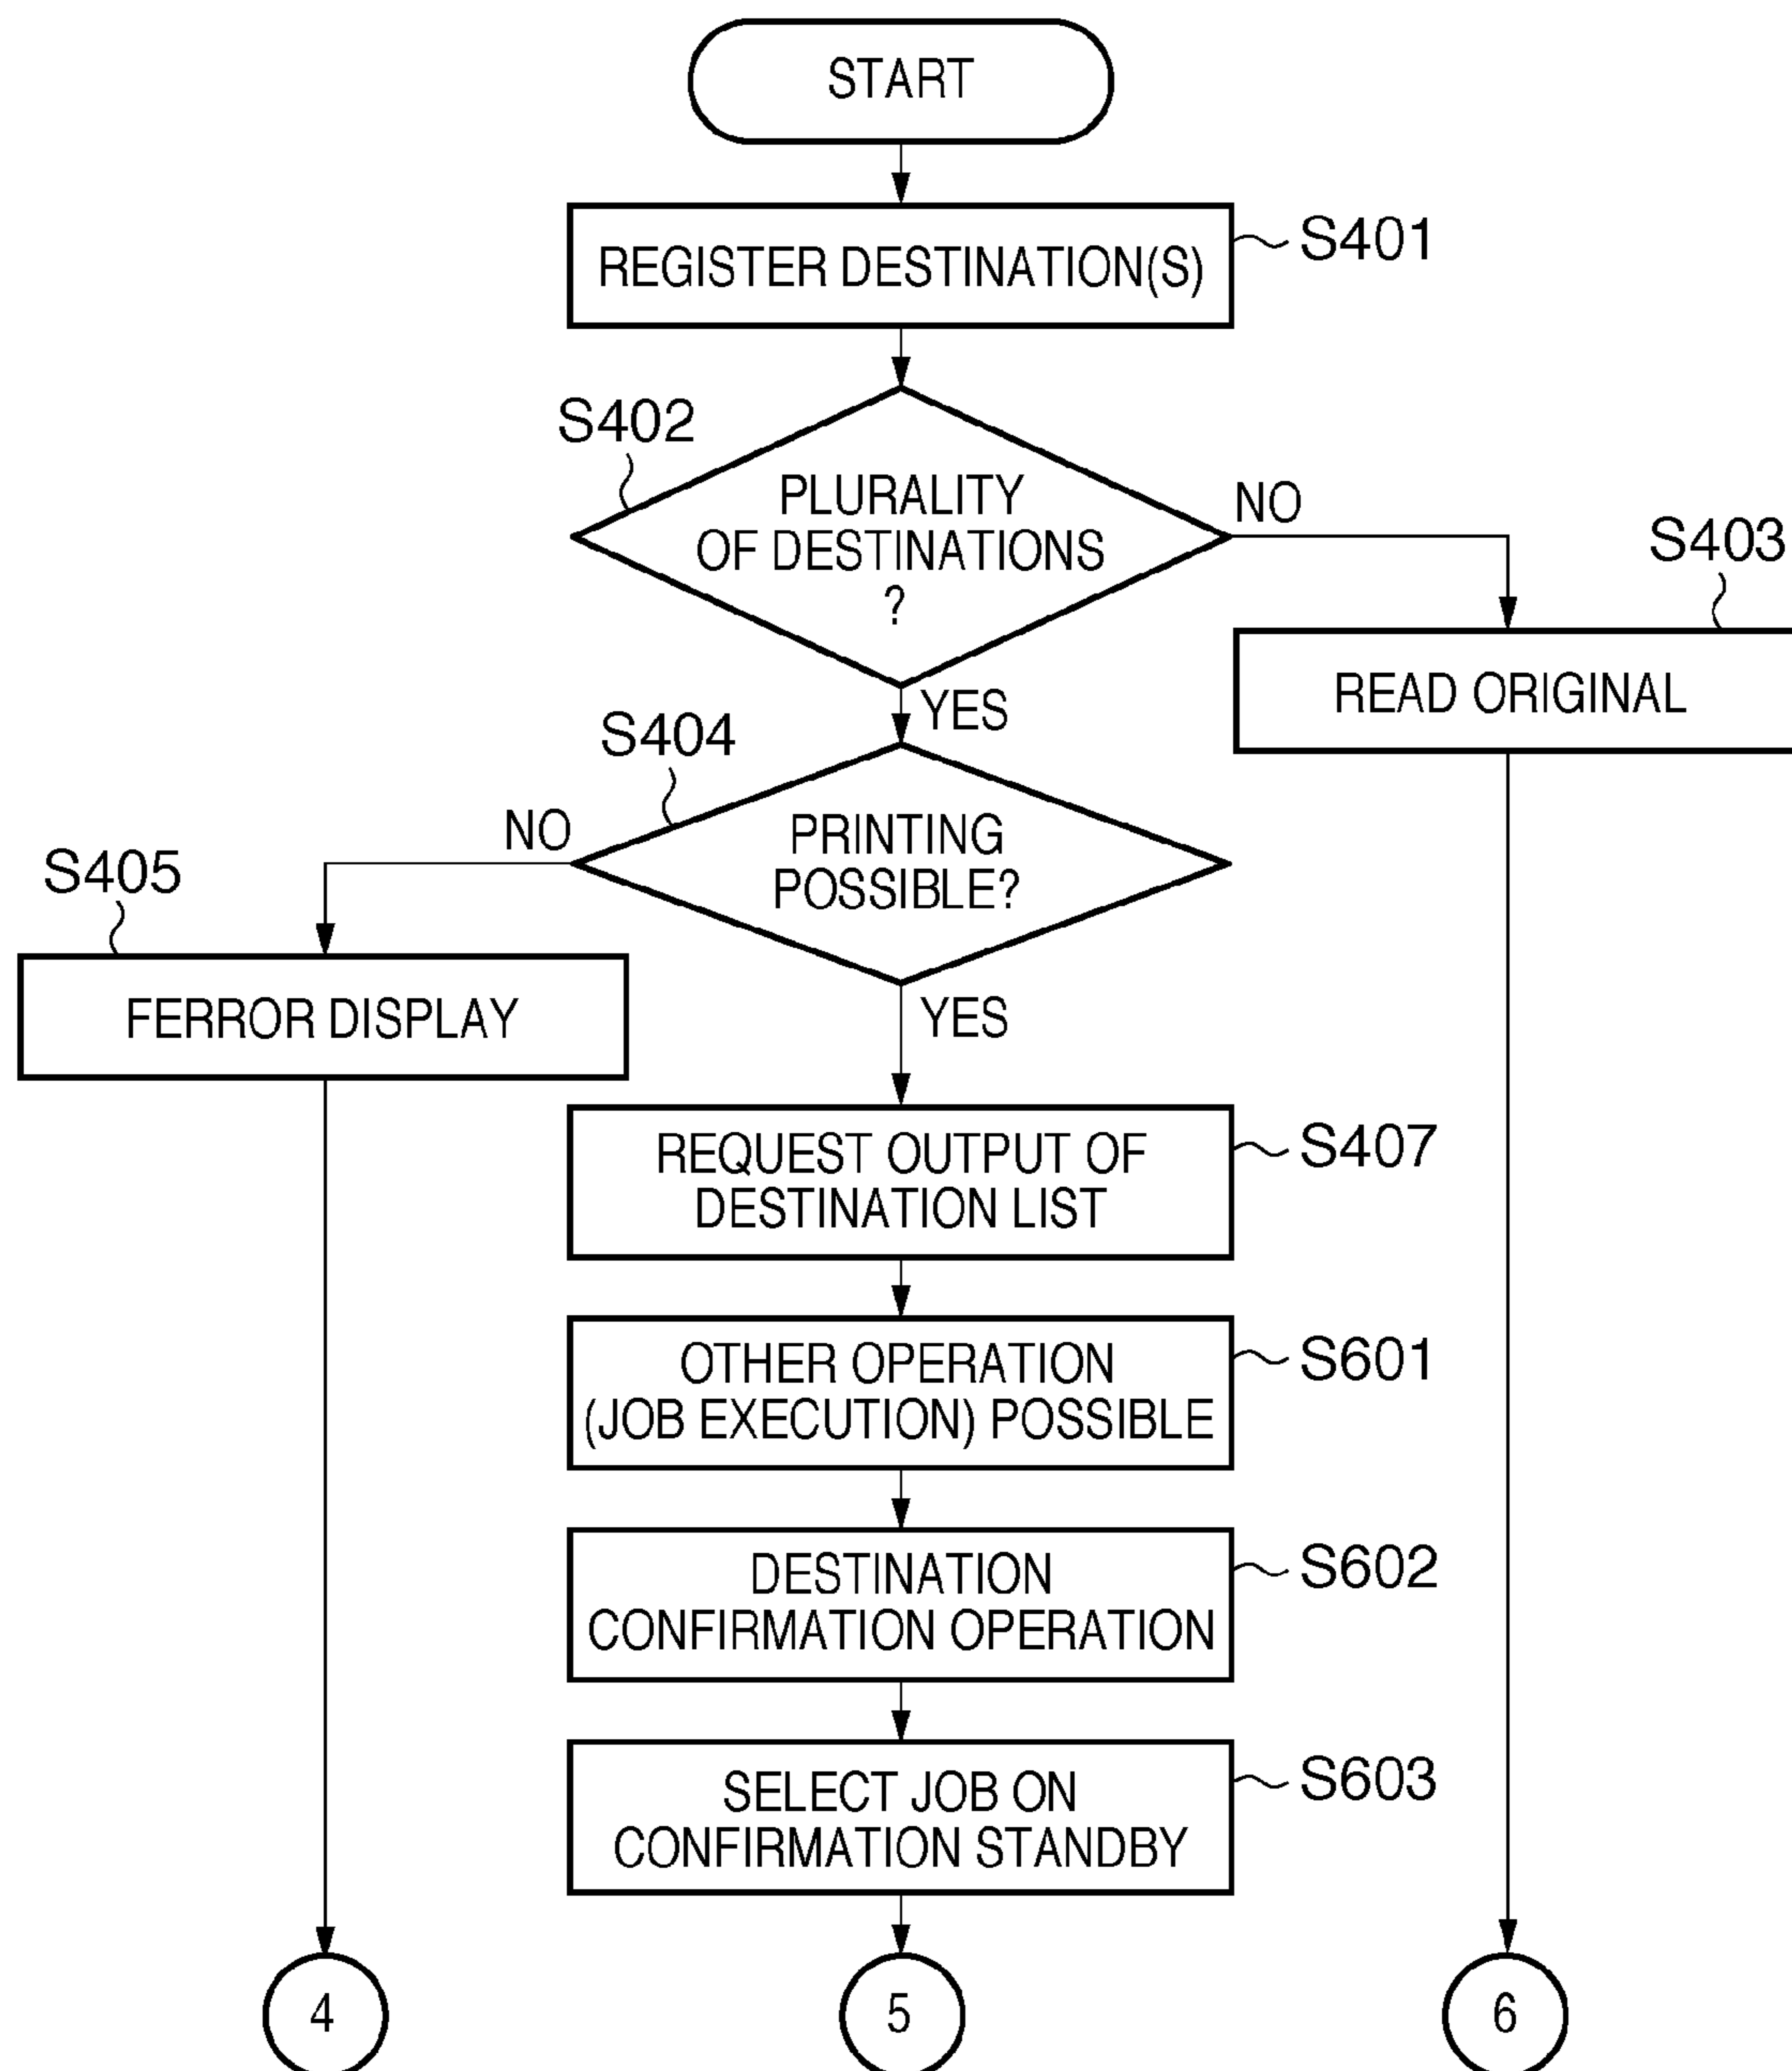 START
REGISTER DESTINATION(S)
S401
S402
PLURALITY
OF DESTINATIONS
?
NO
S403
READ ORIGINAL
YES
S404
PRINTING
POSSIBLE?
NO
S405
FERROR DISPLAY
YES
REQUEST OUTPUT OF
DESTINATION LIST
S407
OTHER OPERATION
(JOB EXECUTION) POSSIBLE
S601
DESTINATION
CONFIRMATION OPERATION
S602
SELECT JOB ON
CONFIRMATION STANDBY
S603
4
5
6